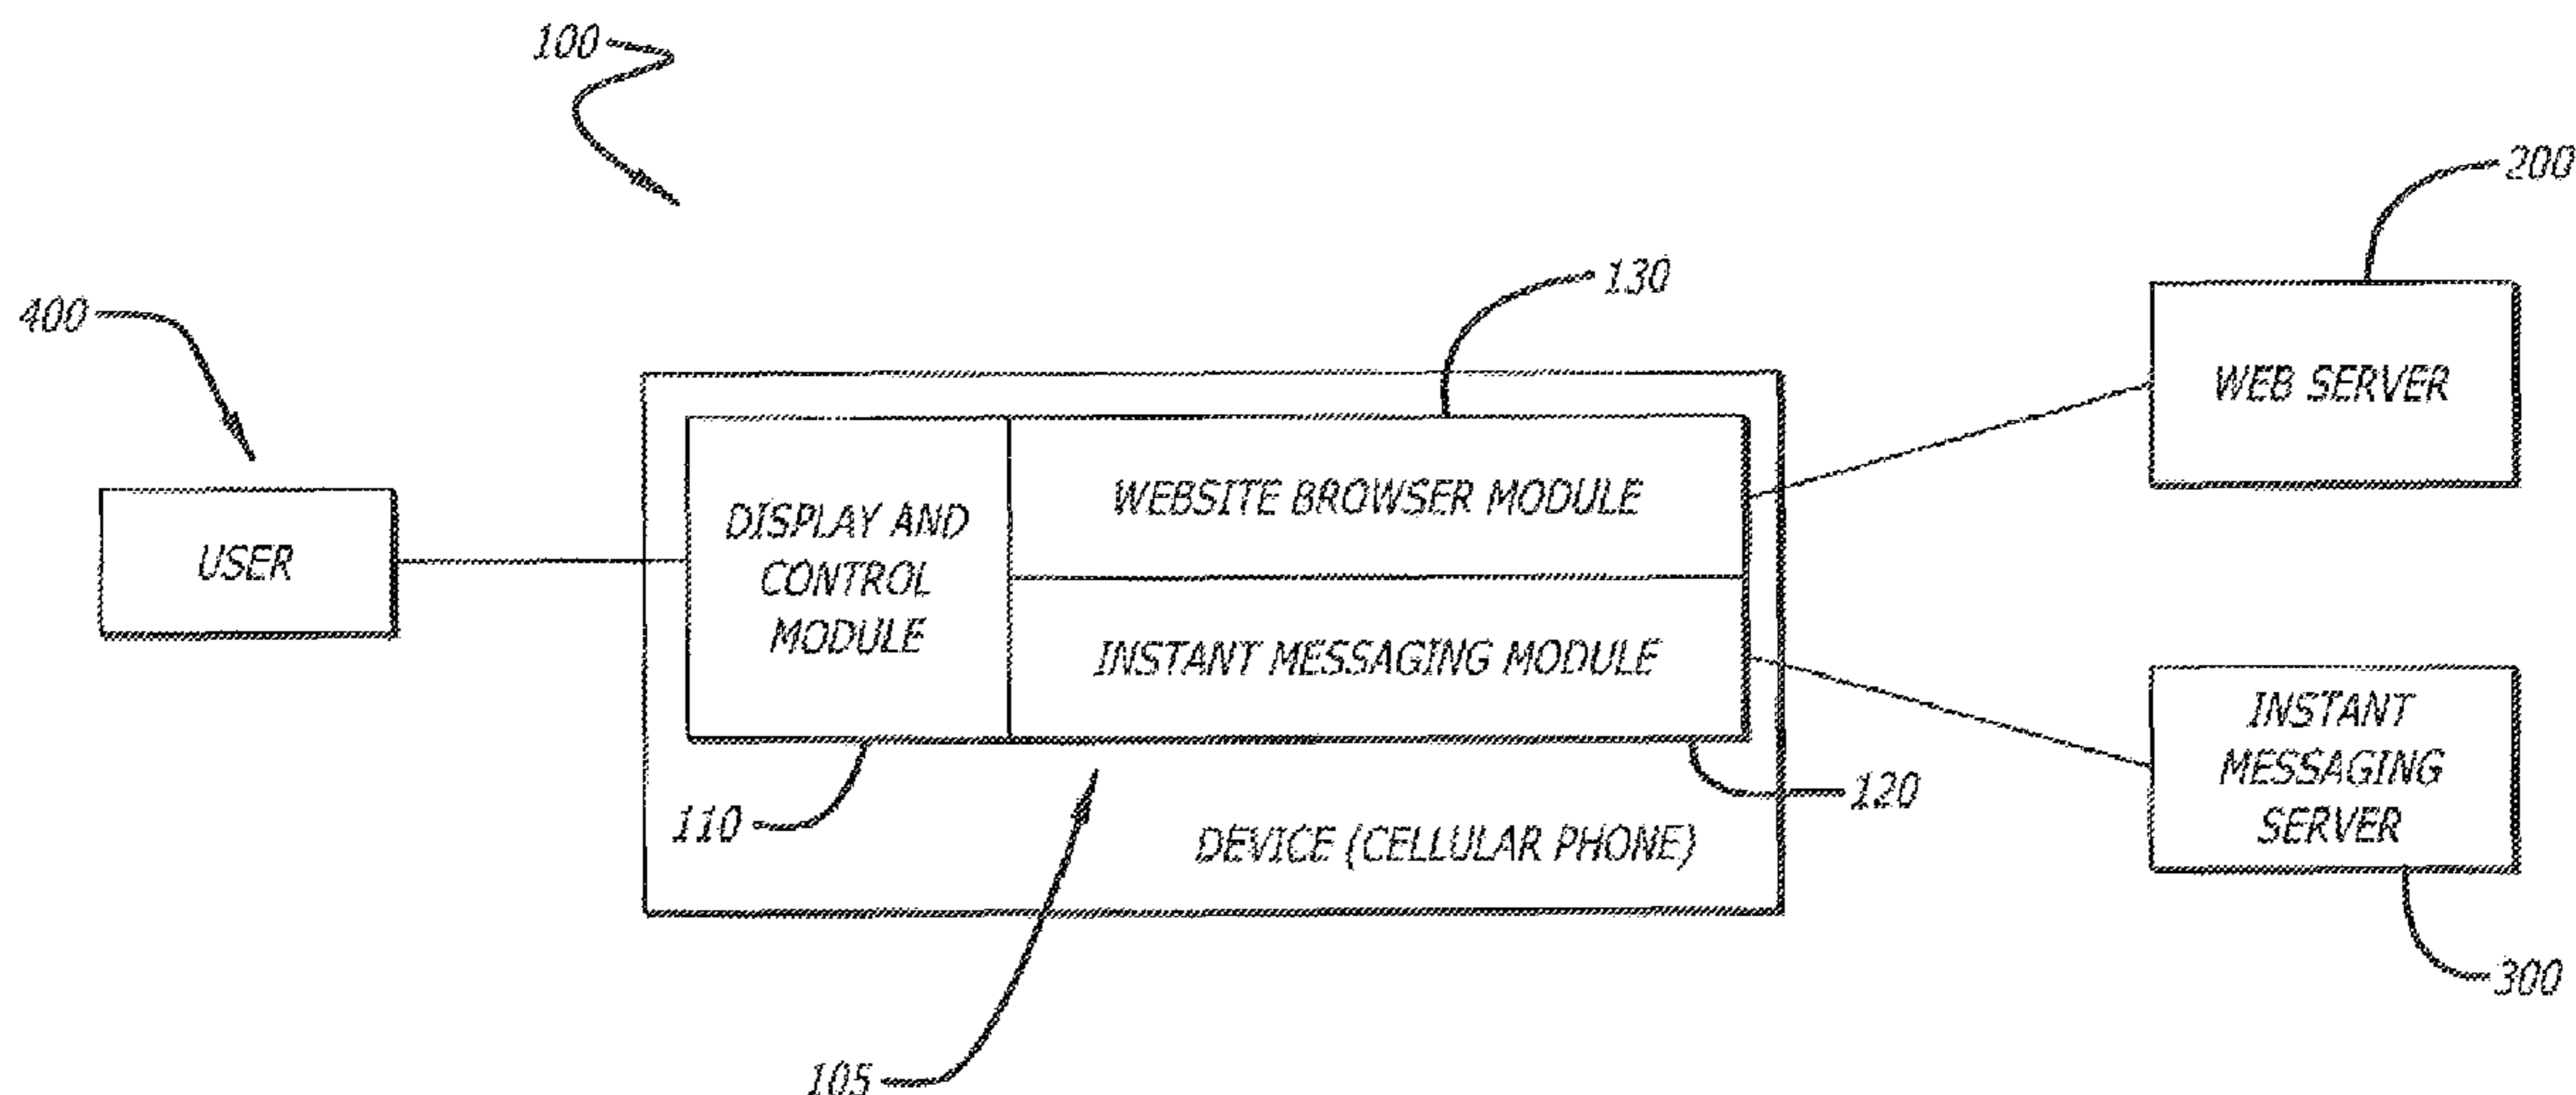 100
200
130
400
WEB SERVER
WEBSITE BROWSER MODULE
DISPLAY AND
CONTROL
MODULE
USER
INSTANT MESSAGING MODULE
INSTANT
MESSAGING
SERVER
110
120
DEVICE (CELLULAR PHONE)
300
105